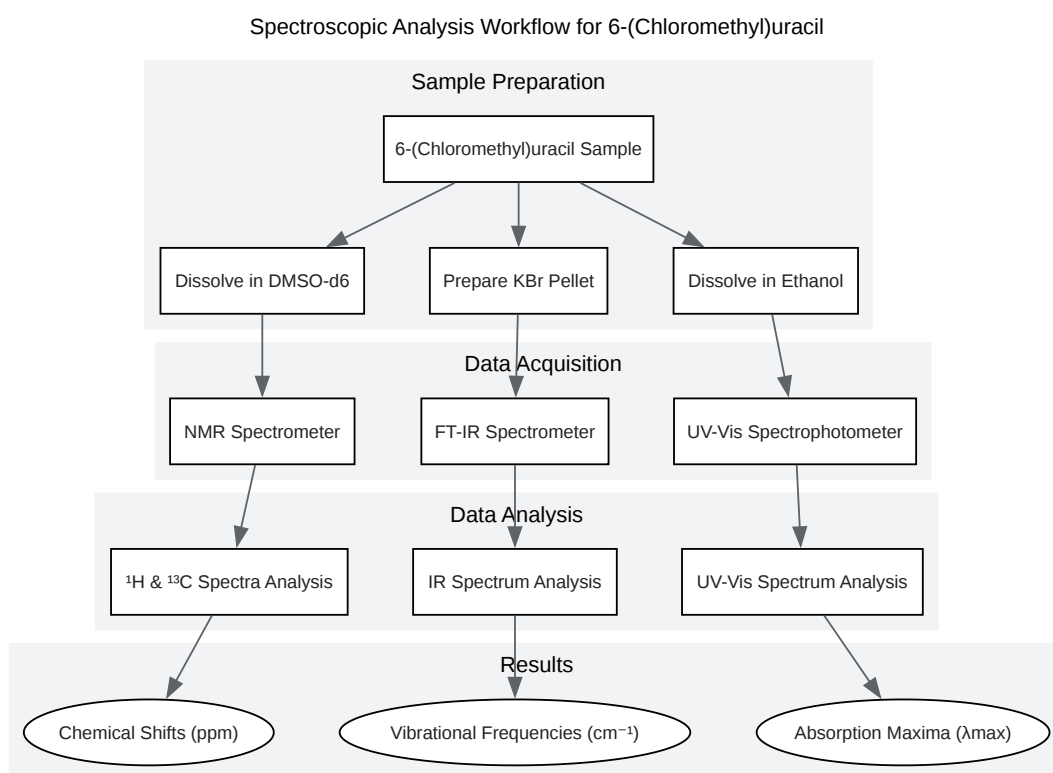 Spectroscopic Analysis Workflow for 6-(Chloromethyl)uracil
Sample Preparation
6-(Chloromethyl)uracil Sample
Dissolve in DMSO-d6
Prepare KBr Pellet
Dissolve in Ethanol
Data Acquisition
NMR Spectrometer
FT-IR Spectrometer
UV-Vis Spectrophotometer
Data Analysis
¹H & ¹³C Spectra Analysis
IR Spectrum Analysis
UV-Vis Spectrum Analysis
Results
Chemical Shifts (ppm)
Vibrational Frequencies (cm⁻¹)
Absorption Maxima (λmax)